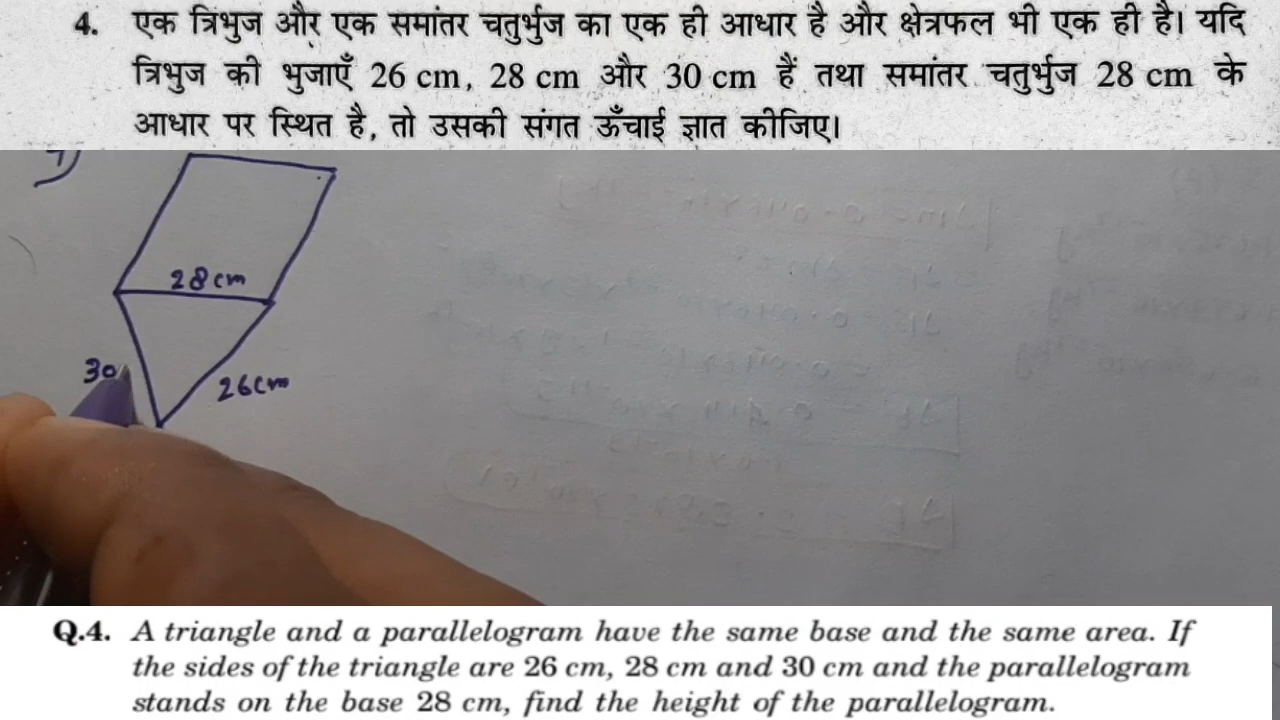 4. एक त्रिभुज और एक समांतर चतुर्भुज का एक ही आधार है और क्षेत्रफल भी एक ही है। यदि
त्रिभुज की भुजाएँ 26 cm, 28 cm और 30 cm हैं तथा समांतर चतुर्भुज 28 cm के
आधार पर स्थित है, तो उसकी संगत ऊँचाई ज्ञात कीजिए।
28cm
30
26cm
Q.4. A triangle and a parallelogram have the same base and the same area. If
the sides of the triangle are 26 cm, 28 cm and 30 cm and the parallelogram
stands on the base 28 cm, find the height of the parallelogram.